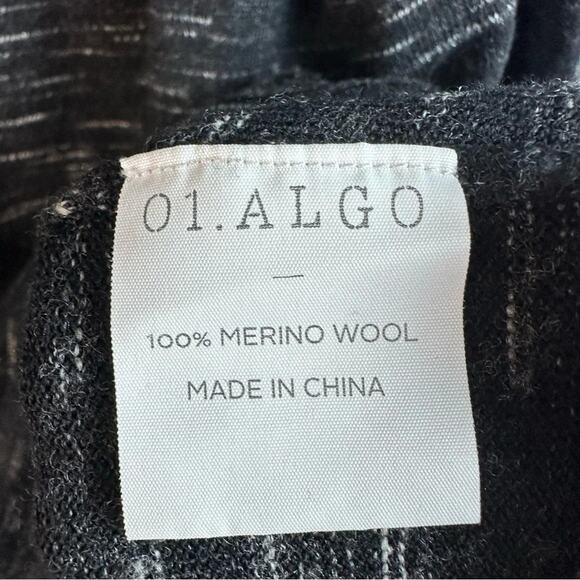 01.ALGO
—
100% MERINO WOOL
MADE IN CHINA